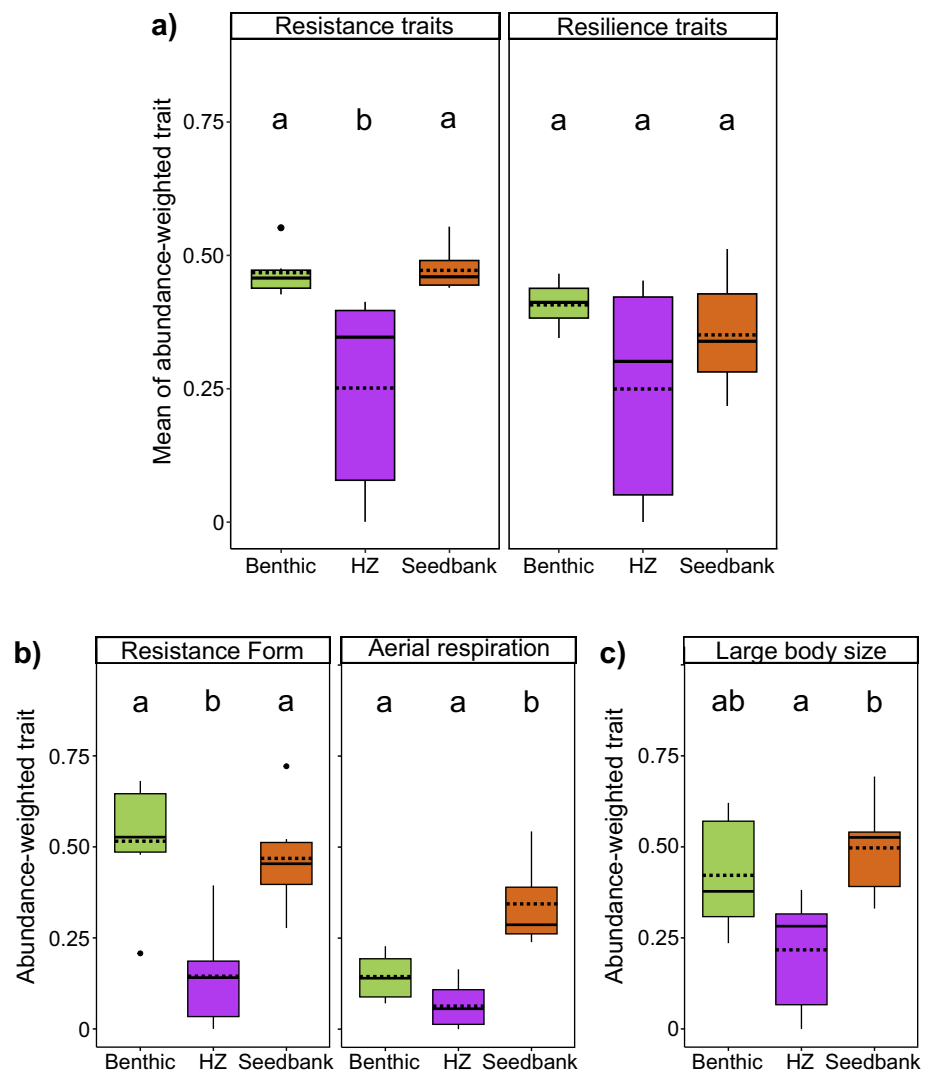 a)
Resistance traits Resilience traits
Mean of abundance-weighted trait
0.75
0.50
0.25
0
a b a a a a
Benthic HZ Seedbank Benthic HZ Seedbank
b)
Resistance Form Aerial respiration
Abundance-weighted trait
0.75
0.50
0.25
0
a b a a a b
Benthic HZ Seedbank Benthic HZ Seedbank
c)
Large body size
Abundance-weighted trait
0.75
0.50
0.25
0
ab a b
Benthic HZ Seedbank